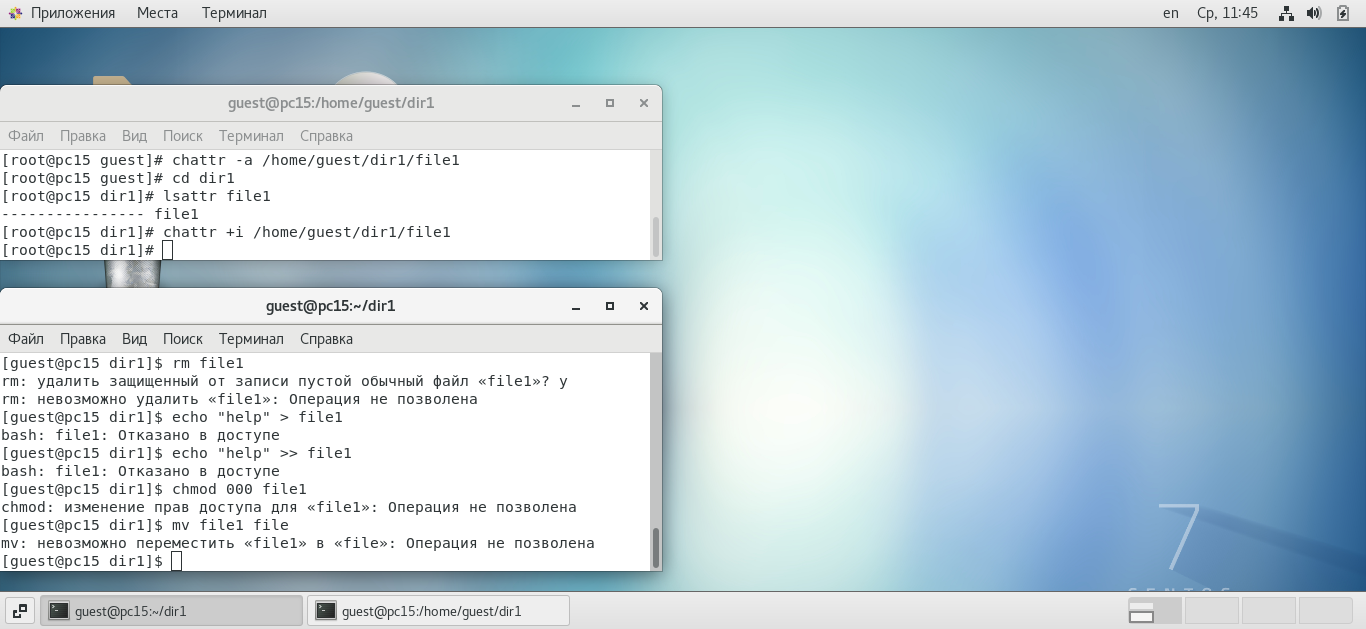 Приложения Места Терминал en Ср, 11:45
guest@pc15:/home/guest/dir1
Файл Правка Вид Поиск Терминал Справка
[root@pc15 guest]# chattr -a /home/guest/dir1/file1
[root@pc15 guest]# cd dir1
[root@pc15 dir1]# lsattr file1
---------------- file1
[root@pc15 dir1]# chattr +i /home/guest/dir1/file1
[root@pc15 dir1]#
guest@pc15:~/dir1
Файл Правка Вид Поиск Терминал Справка
[guest@pc15 dir1]$ rm file1
rm: удалить защищенный от записи пустой обычный файл «file1»? y
rm: невозможно удалить «file1»: Операция не позволена
[guest@pc15 dir1]$ echo "help" > file1
bash: file1: Отказано в доступе
[guest@pc15 dir1]$ echo "help" >> file1
bash: file1: Отказано в доступе
[guest@pc15 dir1]$ chmod 000 file1
chmod: изменение прав доступа для «file1»: Операция не позволена
[guest@pc15 dir1]$ mv file1 file
mv: невозможно переместить «file1» в «file»: Операция не позволена
[guest@pc15 dir1]$
7
guest@pc15:~/dir1 guest@pc15:/home/guest/dir1